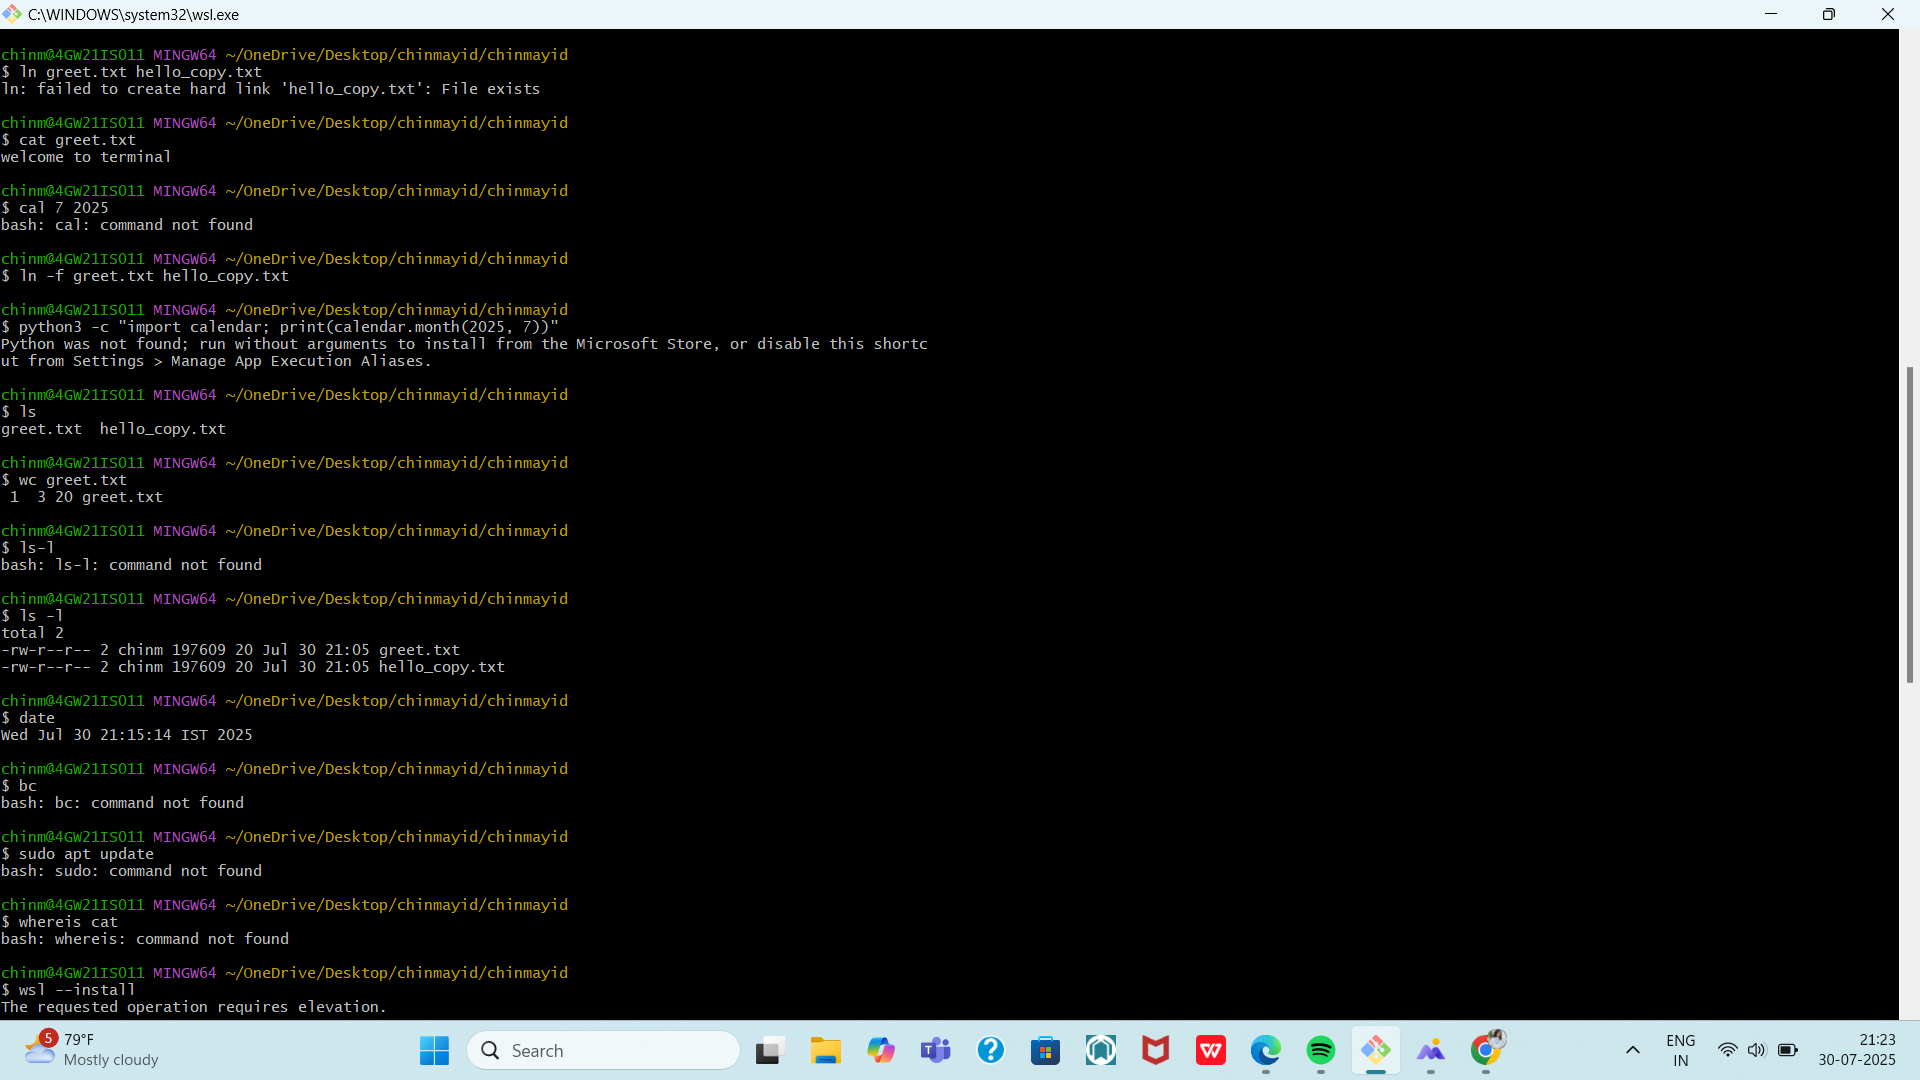 C:\WINDOWS\system32\wsl.exe
chinm@4GW21IS011 MINGW64 ~/OneDrive/Desktop/chinmayid/chinmayid
$ ln greet.txt hello_copy.txt
ln: failed to create hard link 'hello_copy.txt': File exists
chinm@4GW21IS011 MINGW64 ~/OneDrive/Desktop/chinmayid/chinmayid
$ cat greet.txt
welcome to terminal
chinm@4GW21IS011 MINGW64 ~/OneDrive/Desktop/chinmayid/chinmayid
$ cal 7 2025
bash: cal: command not found
chinm@4GW21IS011 MINGW64 ~/OneDrive/Desktop/chinmayid/chinmayid
$ ln -f greet.txt hello_copy.txt
chinm@4GW21IS011 MINGW64 ~/OneDrive/Desktop/chinmayid/chinmayid
$ python3 -c "import calendar; print(calendar.month(2025, 7))"
Python was not found; run without arguments to install from the Microsoft Store, or disable this shortc
ut from Settings > Manage App Execution Aliases.
chinm@4GW21IS011 MINGW64 ~/OneDrive/Desktop/chinmayid/chinmayid
$ ls
greet.txt  hello_copy.txt
chinm@4GW21IS011 MINGW64 ~/OneDrive/Desktop/chinmayid/chinmayid
$ wc greet.txt
 1  3 20 greet.txt
chinm@4GW21IS011 MINGW64 ~/OneDrive/Desktop/chinmayid/chinmayid
$ ls-l
bash: ls-l: command not found
chinm@4GW21IS011 MINGW64 ~/OneDrive/Desktop/chinmayid/chinmayid
$ ls -l
total 2
-rw-r--r-- 2 chinm 197609 20 Jul 30 21:05 greet.txt
-rw-r--r-- 2 chinm 197609 20 Jul 30 21:05 hello_copy.txt
chinm@4GW21IS011 MINGW64 ~/OneDrive/Desktop/chinmayid/chinmayid
$ date
Wed Jul 30 21:15:14 IST 2025
chinm@4GW21IS011 MINGW64 ~/OneDrive/Desktop/chinmayid/chinmayid
$ bc
bash: bc: command not found
chinm@4GW21IS011 MINGW64 ~/OneDrive/Desktop/chinmayid/chinmayid
$ sudo apt update
bash: sudo: command not found
chinm@4GW21IS011 MINGW64 ~/OneDrive/Desktop/chinmayid/chinmayid
$ whereis cat
bash: whereis: command not found
chinm@4GW21IS011 MINGW64 ~/OneDrive/Desktop/chinmayid/chinmayid
$ wsl --install
The requested operation requires elevation.
5
79°F
Mostly cloudy
Search
ENG
IN
21:23
30-07-2025